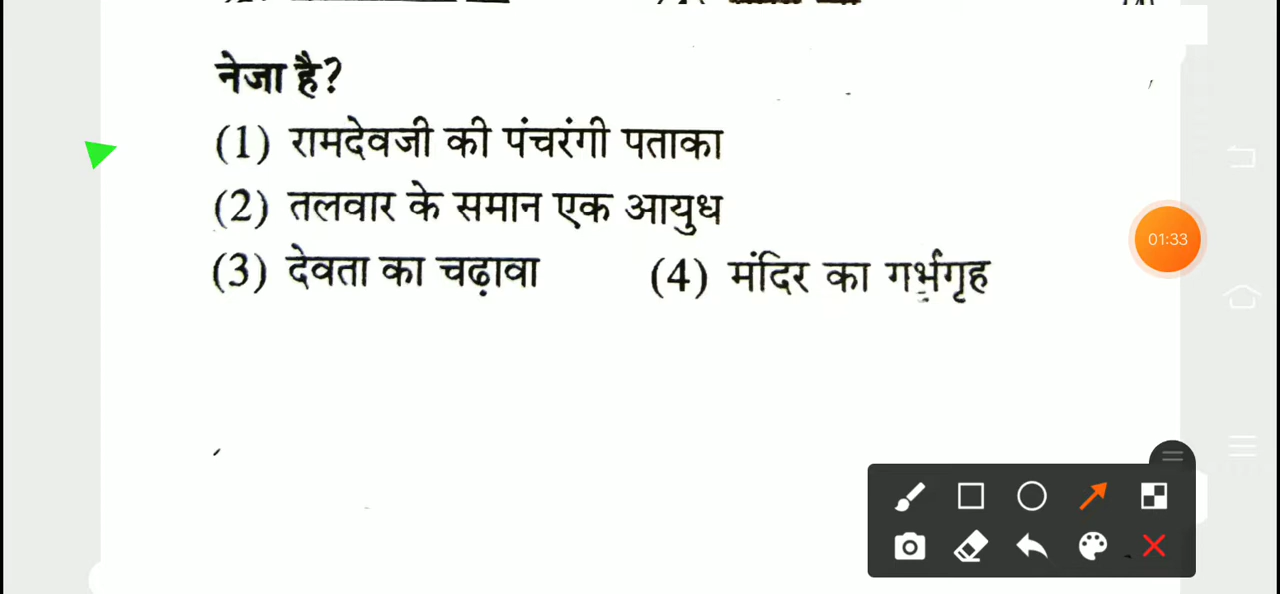 नेजा है?
(1) रामदेवजी की पंचरंगी पताका
(2) तलवार के समान एक आयुध
(3) देवता का चढ़ावा (4) मंदिर का गर्भगृह
01:33